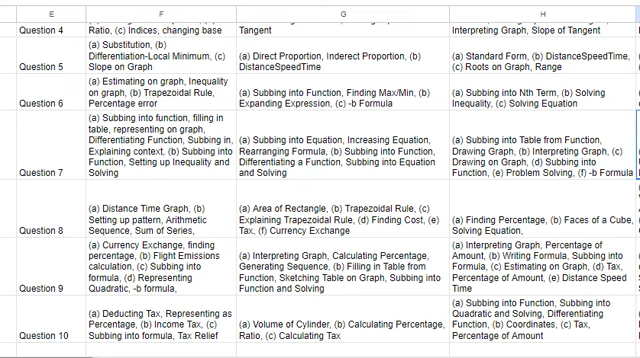 E F G H
Question 4
Ratio, (c) Indices, changing base
Tangent
Interpreting Graph, Slope of Tangent
Question 5
(a) Substitution, (b)
Differentiation-Local Minimum, (c)
Slope on Graph
(a) Direct Proportion, Inderect Proportion, (b)
DistanceSpeedTime
(a) Standard Form, (b) DistanceSpeedTime,
(c) Roots on Graph, Range
Question 6
(a) Estimating on graph, Inequality
on graph, (b) Trapezoidal Rule,
Percentage error
(a) Subbing into Function, Finding Max/Min, (b)
Expanding Expression, (c) -b Formula
(a) Subbing into Nth Term, (b) Solving
Inequality, (c) Solving Equation
Question 7
(a) Subbing into function, filling in
table, representing on graph,
Differentiating Function, Subbing in,
Explaining context, (b) Subbing into
Function, Setting up Inequality and
Solving
(a) Subbing into Equation, Increasing Equation,
Rearranging Formula, (b) Subbing into Function,
Differentiating a Function, Subbing into Equation
and Solving
(a) Subbing into Table from Function,
Drawing Graph, (b) Interpreting Graph, (c)
Drawing on Graph, (d) Subbing into
Function, (e) Problem Solving, (f) -b Formula
Question 8
(a) Distance Time Graph, (b)
Setting up pattern, Arithmetic
Sequence, Sum of Series,
(a) Area of Rectangle, (b) Trapezoidal Rule, (c)
Explaining Trapezoidal Rule, (d) Finding Cost, (e)
Tax, (f) Currency Exchange
(a) Finding Percentage, (b) Faces of a Cube,
Solving Equation,
Question 9
(a) Currency Exchange, finding
percentage, (b) Flight Emissions
calculation, (c) Subbing into
formula, (d) Representing
Quadratic, -b formula,
(a) Interpreting Graph, Calculating Percentage,
Generating Sequence, (b) Filling in Table from
Function, Sketching Table on Graph, Subbing into
Function and Solving
(a) Interpreting Graph, Percentage of
Amount, (b) Writing Formula, Subbing into
Formula, (c) Estimating on Graph, (d) Tax,
Percentage of Amount, (e) Distance Speed
Time
Question 10
(a) Deducting Tax, Representing as
Percentage, (b) Income Tax, (c)
Subbing into formula, Tax Relief
(a) Volume of Cylinder, (b) Calculating Percentage,
Ratio, (c) Calculating Tax
(a) Subbing into Function, Subbing into
Quadratic and Solving, Differentiating
Function, (b) Coordinates, (c) Tax,
Percentage of Amount